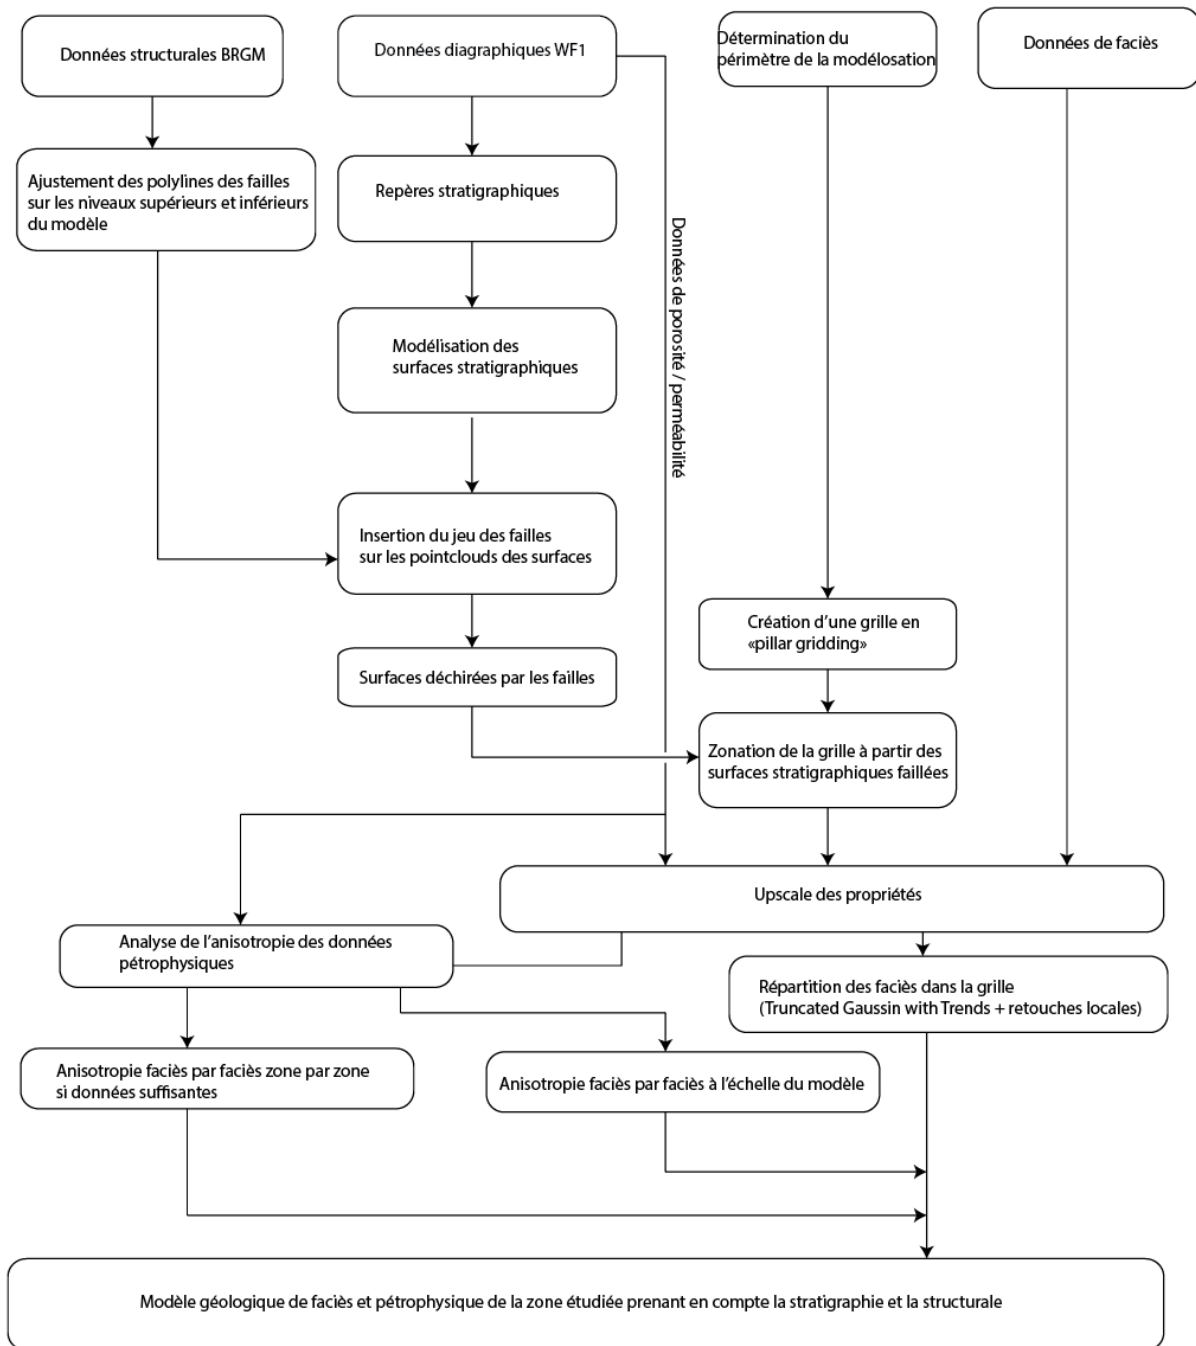 Données structurales BRGM
Données diagraphiques WF1
Détermination du
périmètre de la modélosation
Données de faciès
Ajustement des polylines des failles
sur les niveaux supérieurs et inférieurs
du modèle
Repères stratigraphiques
Données de porosité / perméabilité
Modélisation des
surfaces stratigraphiques
Insertion du jeu des failles
sur les pointclouds des surfaces
Création d'une grille en
«pillar gridding»
Surfaces déchirées par les failles
Zonation de la grille à partir des
surfaces stratigraphiques faillées
Upscale des propriétés
Analyse de l'anisotropie des données
pétrophysiques
Répartition des faciès dans la grille
(Truncated Gaussin with Trends + retouches locales)
Anisotropie faciès par faciès zone par zone
si données suffisantes
Anisotropie faciès par faciès à l'échelle du modèle
Modèle géologique de faciès et pétrophysique de la zone étudiée prenant en compte la stratigraphie et la structurale